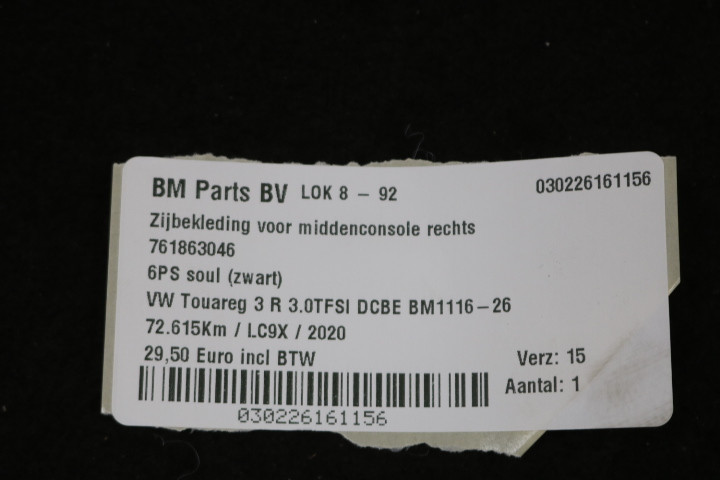 BM Parts BV LOK 8 - 92 030226161156
Zijbekleding voor middenconsole rechts
761863046
6PS soul (zwart)
VW Touareg 3 R 3.0TFSI DCBE BM1116-26
72.615Km / LC9X / 2020
29,50 Euro incl BTW Verz: 15
Aantal: 1
030226161156